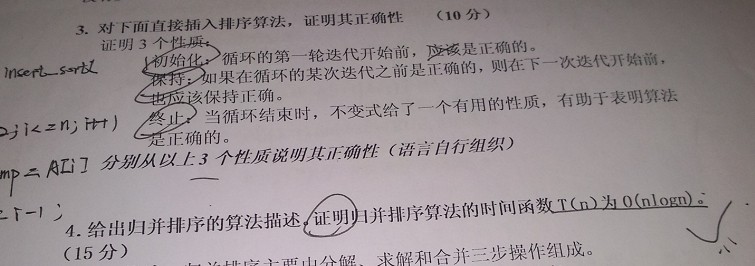 3. 对下面直接插入排序算法，证明其正确性 （10 分）
证明 3 个性质：
Insert_sort
初始化：循环的第一轮迭代开始前，应该是正确的。
保持：如果在循环的某次迭代之前是正确的，则在下一次迭代开始前，
也应该保持正确。
2;i<=n;i++)
终止：当循环结束时，不变式给了一个有用的性质，有助于表明算法
是正确的。
mp=A[i]
分别从以上 3 个性质说明其正确性（语言自行组织）
4. 给出归并排序的算法描述，证明归并排序算法的时间函数 T(n)为 O(nlogn)。
（15 分）
归并排序主要由分解、求解和合并三步操作组成。